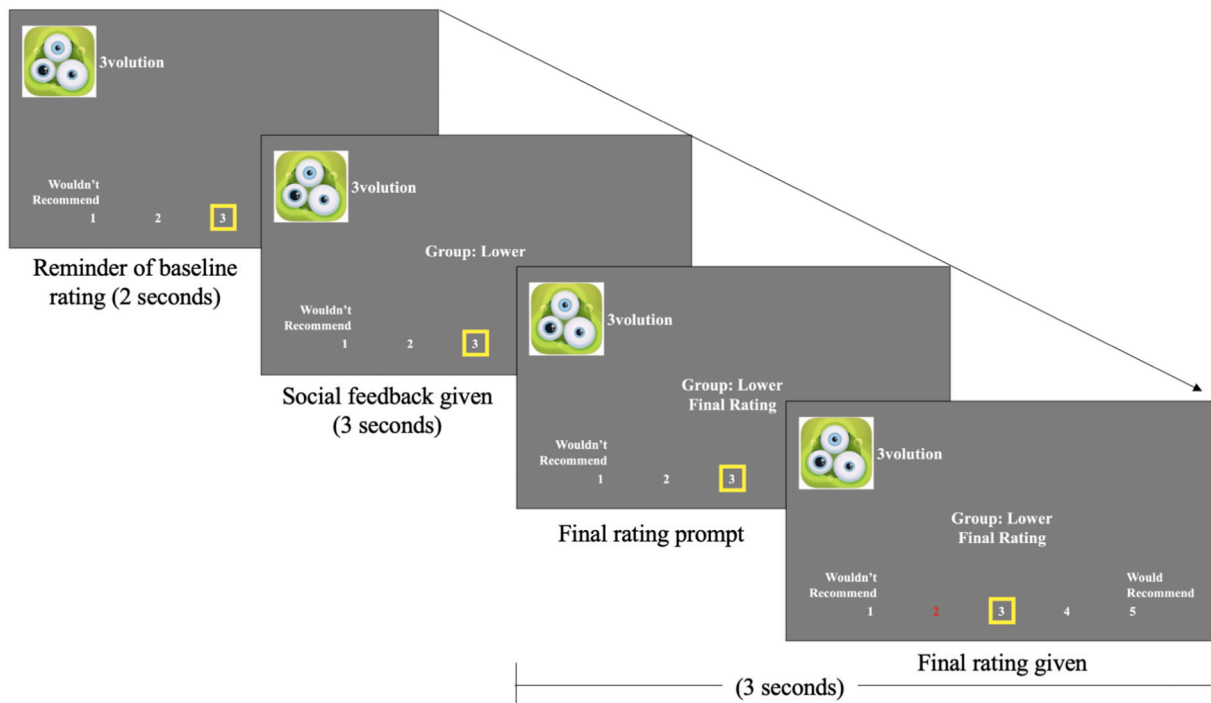 3volution
Wouldn't
Recommend
1 2 3
Reminder of baseline
rating (2 seconds)
3volution
Group: Lower
Wouldn't
Recommend
1 2 3
Social feedback given
(3 seconds)
3volution
Group: Lower
Final Rating
Wouldn't
Recommend
1 2 3
Final rating prompt
3volution
Group: Lower
Final Rating
Wouldn't
Recommend
Would
Recommend
1 2 3 4 5
Final rating given
(3 seconds)